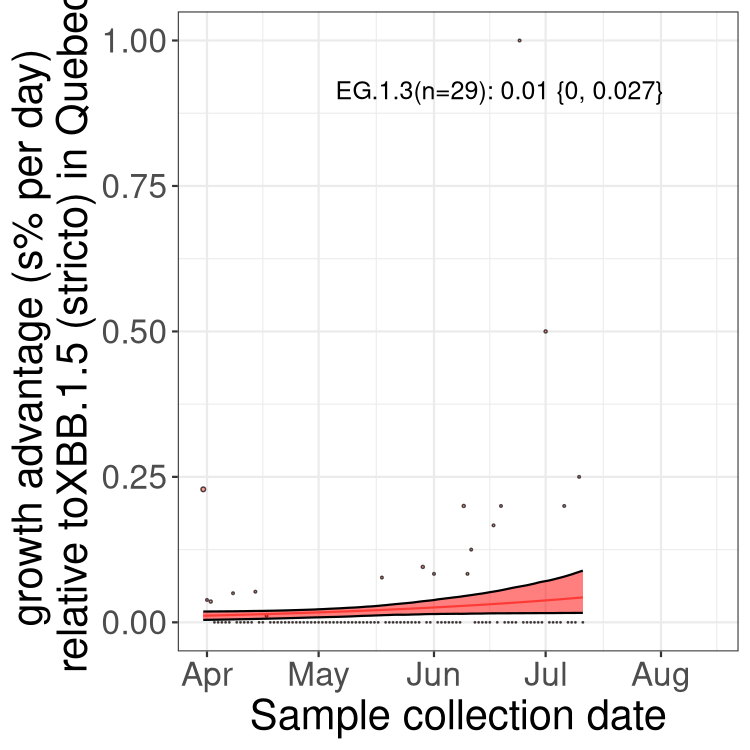 growth advantage (s% per day)
relative toXBB.1.5 (stricto) in Quebec
1.00
EG.1.3(n=29): 0.01 {0, 0.027}
0.75
0.50
0.25
0.00
Apr May Jun Jul Aug
Sample collection date